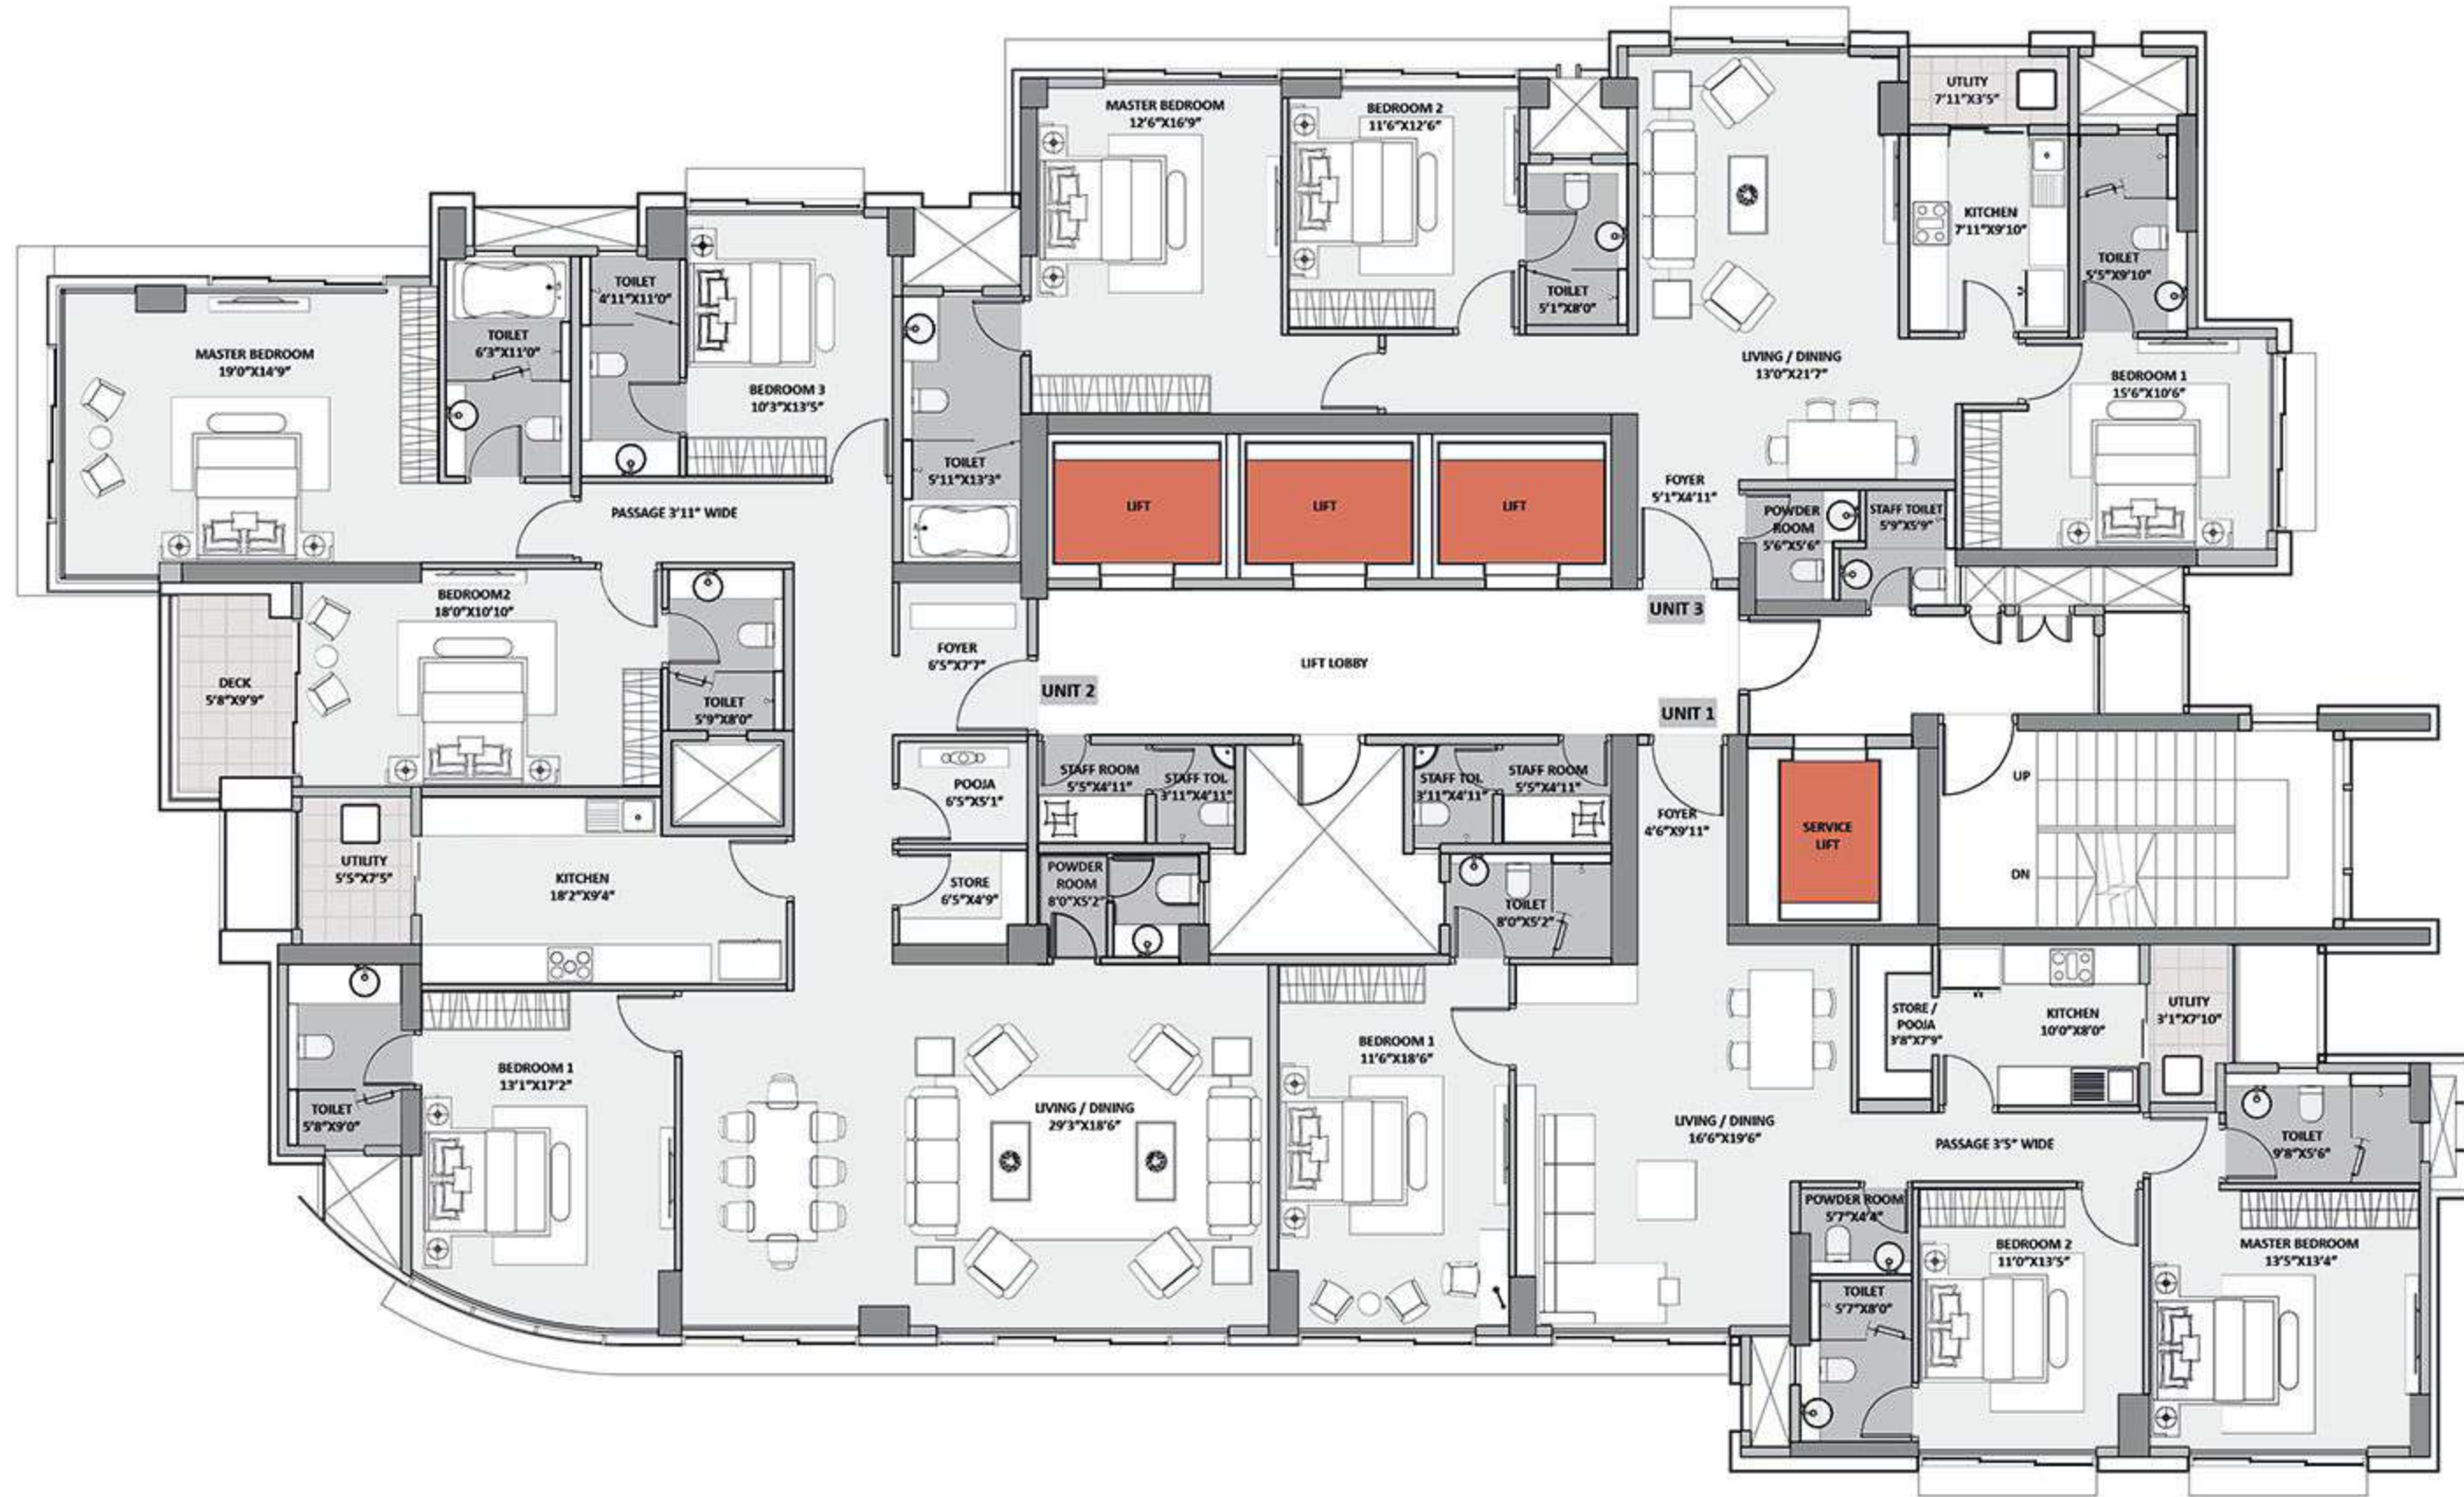 MASTER BEDROOM
12'6"X16'9"
BEDROOM 2
11'6"X12'6"
UTLITY
7'11"X3'5"
KITCHEN
7'11"X9'10"
TOILET
5'5"X9'10"
TOILET
5'1"X8'0"
LIVING / DINING
13'0"X21'7"
BEDROOM 1
15'6"X10'6"
TOILET
4'11"X11'0"
TOILET
6'3"X11'0"
MASTER BEDROOM
19'0"X14'9"
BEDROOM 3
10'3"X13'5"
TOILET
5'11"X13'3"
PASSAGE 3'11" WIDE
LIFT
LIFT
LIFT
FOYER
5'1"X4'11"
POWDER
ROOM
5'6"X5'6"
STAFF TOILET
5'9"X5'9"
BEDROOM2
18'0"X10'10"
DECK
5'8"X9'9"
TOILET
5'9"X8'0"
FOYER
6'5"X7'7"
UNIT 2
LIFT LOBBY
UNIT 3
UNIT 1
POOJA
6'5"X5'1"
STAFF ROOM
5'5"X4'11"
STAFF TOL
3'11"X4'11"
STAFF TOL
3'11"X4'11"
STAFF ROOM
5'5"X4'11"
FOYER
4'6"X9'11"
SERVICE
LIFT
UP
DN
UTILITY
5'5"X7'5"
KITCHEN
18'2"X9'4"
STORE
6'5"X4'9"
POWDER
ROOM
8'0"X5'2"
TOILET
8'0"X5'2"
STORE /
POOJA
3'8"X7'9"
KITCHEN
10'0"X8'0"
UTLITY
3'1"X7'10"
BEDROOM 1
13'1"X17'2"
TOILET
5'8"X9'0"
LIVING / DINING
29'3"X18'6"
BEDROOM 1
11'6"X18'6"
LIVING / DINING
16'6"X19'6"
PASSAGE 3'5" WIDE
TOILET
9'8"X5'6"
POWDER ROOM
5'7"X4'4"
BEDROOM 2
11'0"X13'5"
MASTER BEDROOM
13'5"X13'4"
TOILET
5'7"X8'0"